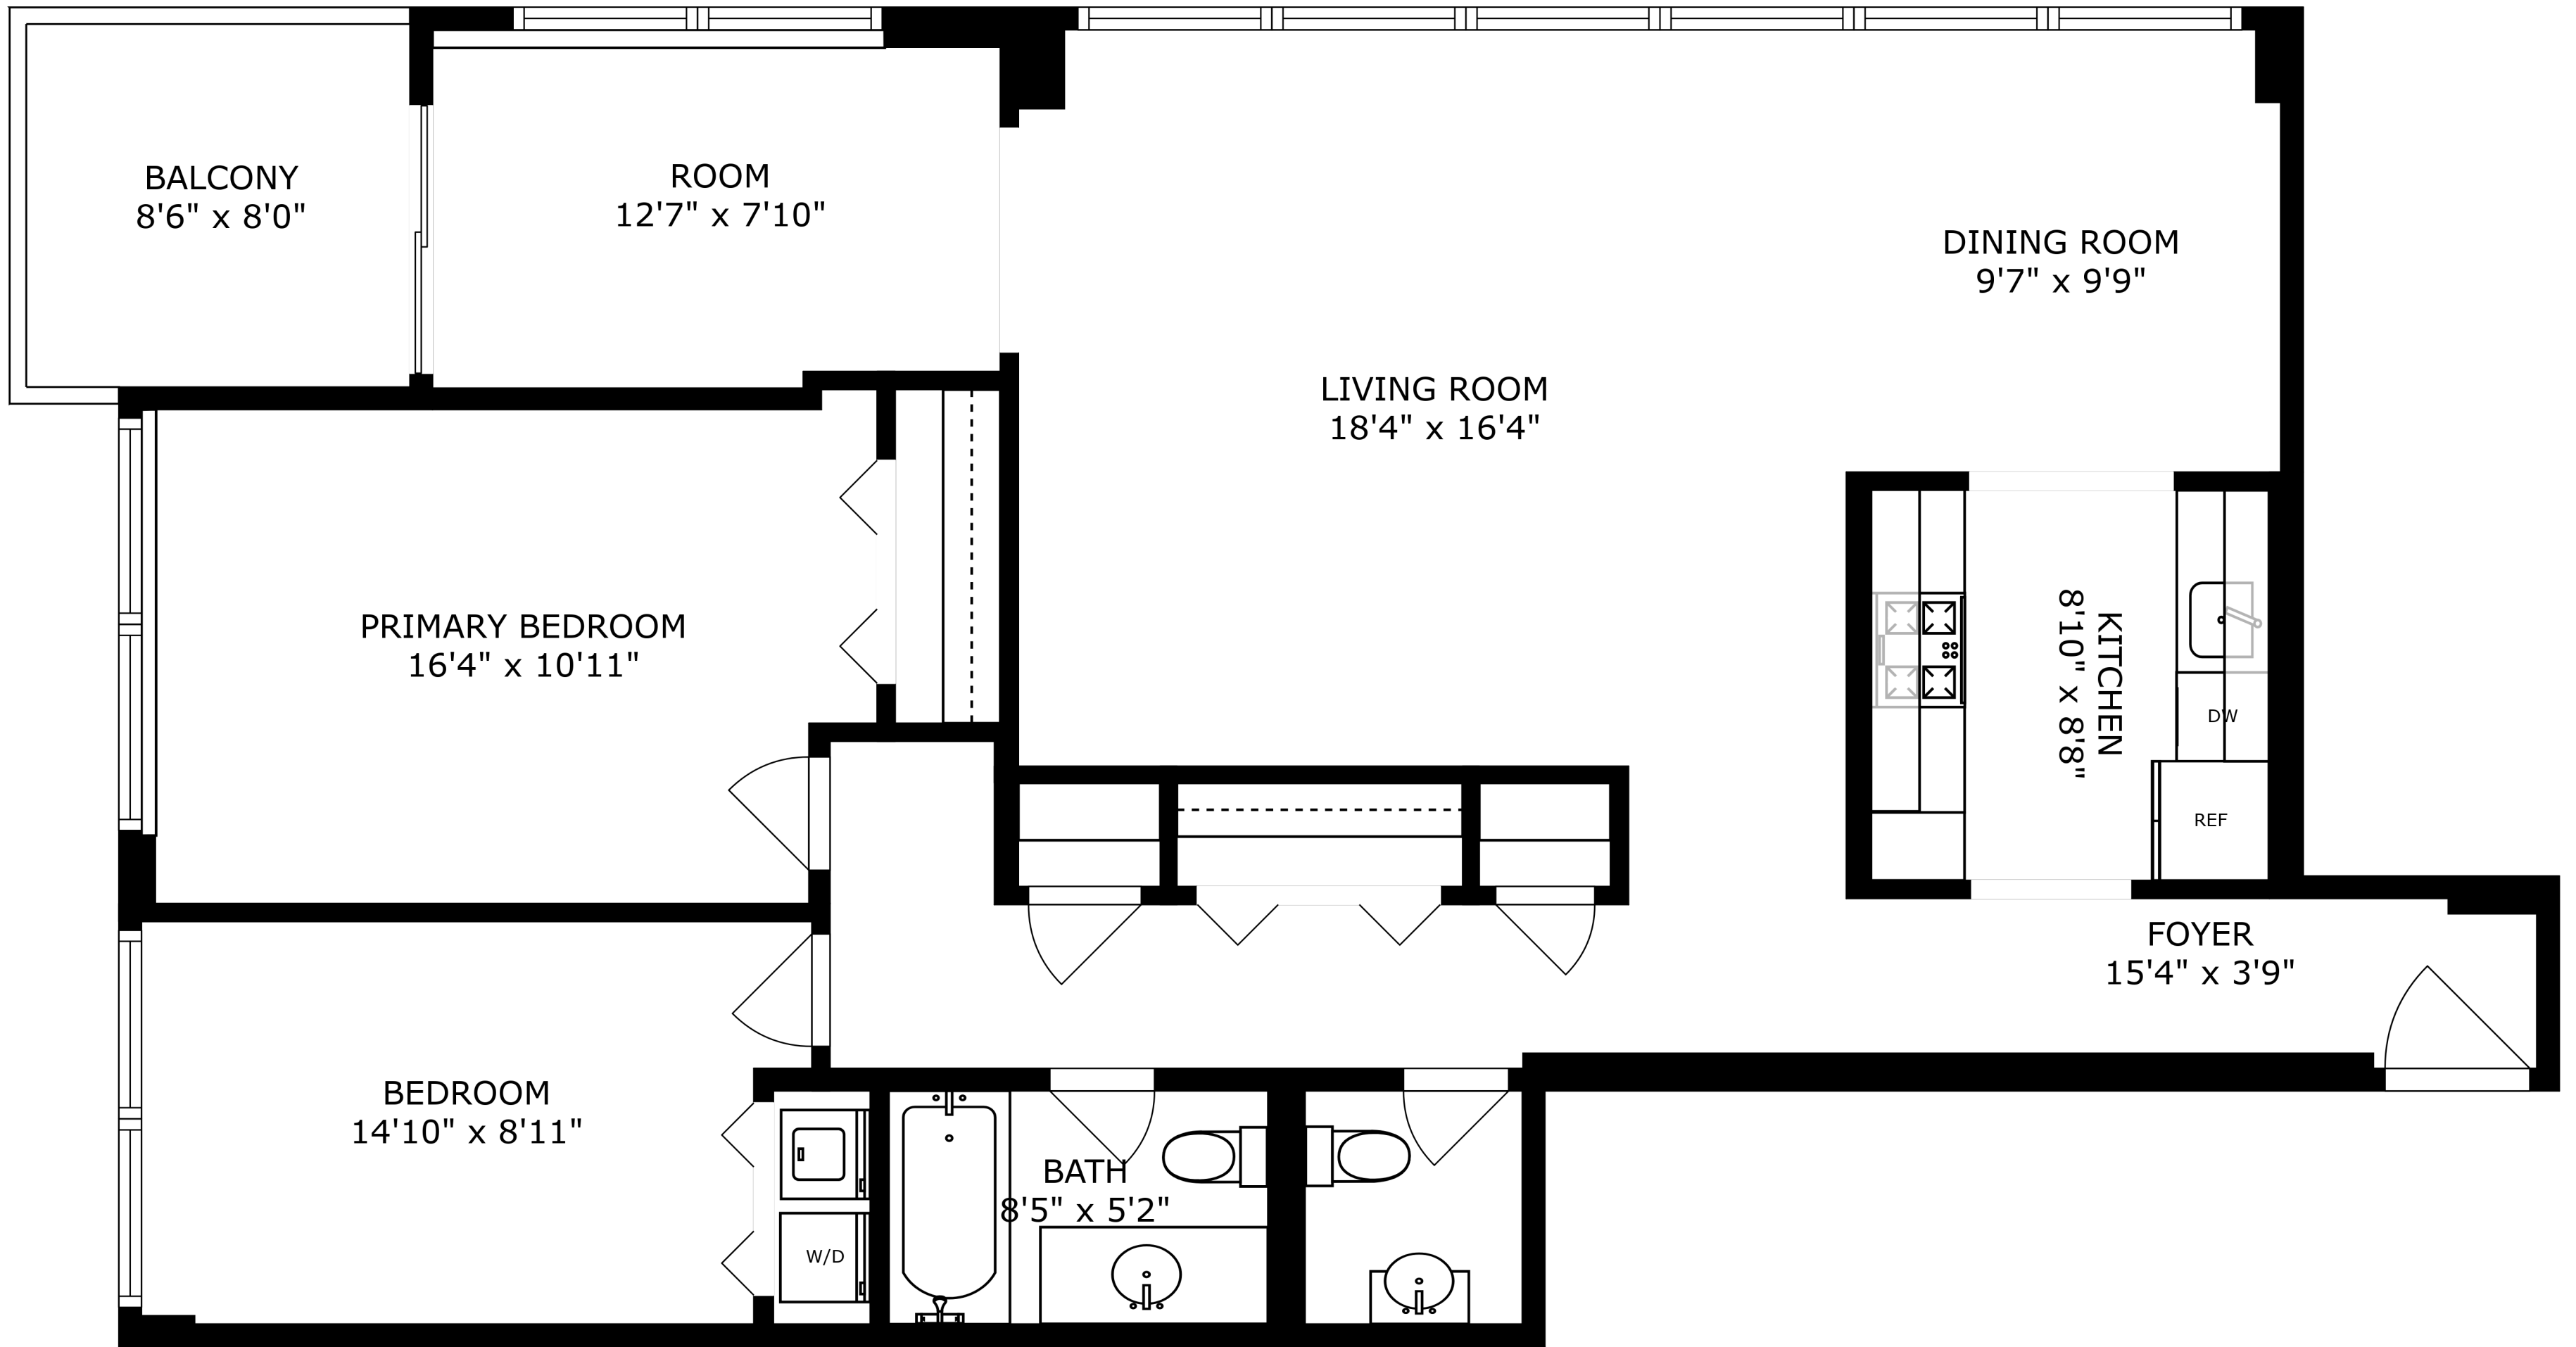 BALCONY
8'6" x 8'0"
ROOM
12'7" x 7'10"
DINING ROOM
9'7" x 9'9"
LIVING ROOM
18'4" x 16'4"
PRIMARY BEDROOM
16'4" x 10'11"
KITCHEN
8'10" x 8'8"
DW
REF
FOYER
15'4" x 3'9"
BEDROOM
14'10" x 8'11"
BATH
8'5" x 5'2"
W/D